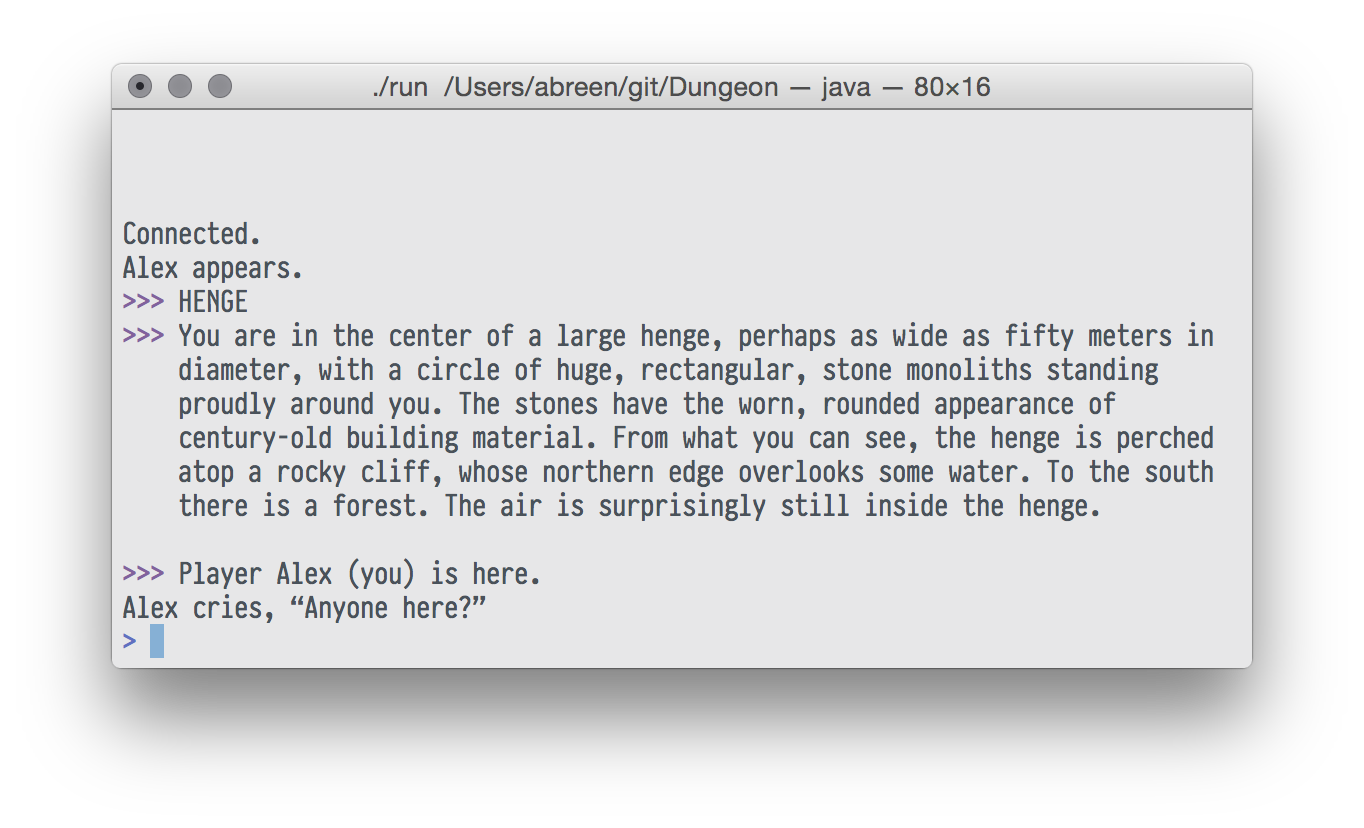 ./run /Users/abreen/git/Dungeon — java — 80×16
Connected.
Alex appears.
>>> HENGE
>>> You are in the center of a large henge, perhaps as wide as fifty meters in
diameter, with a circle of huge, rectangular, stone monoliths standing
proudly around you. The stones have the worn, rounded appearance of
century-old building material. From what you can see, the henge is perched
atop a rocky cliff, whose northern edge overlooks some water. To the south
there is a forest. The air is surprisingly still inside the henge.
>>> Player Alex (you) is here.
Alex cries, “Anyone here?”
>